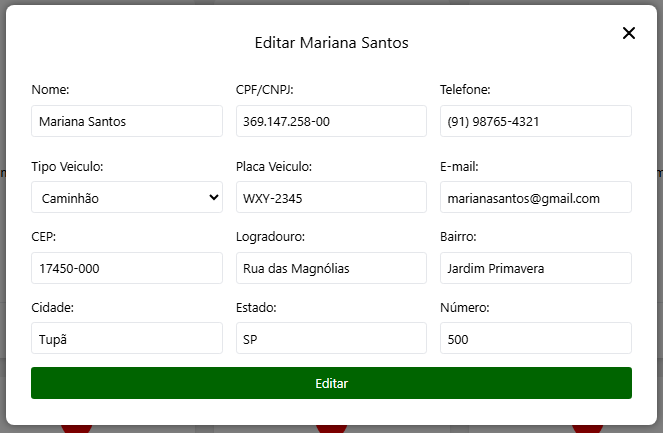 Editar Mariana Santos
Nome: CPF/CNPJ: Telefone:
Mariana Santos 369.147.258-00 (91) 98765-4321
Tipo Veiculo: Placa Veiculo: E-mail:
Caminhão WXY-2345 marianasantos@gmail.com
CEP: Logradouro: Bairro:
17450-000 Rua das Magnólias Jardim Primavera
Cidade: Estado: Número:
Tupã SP 500
Editar